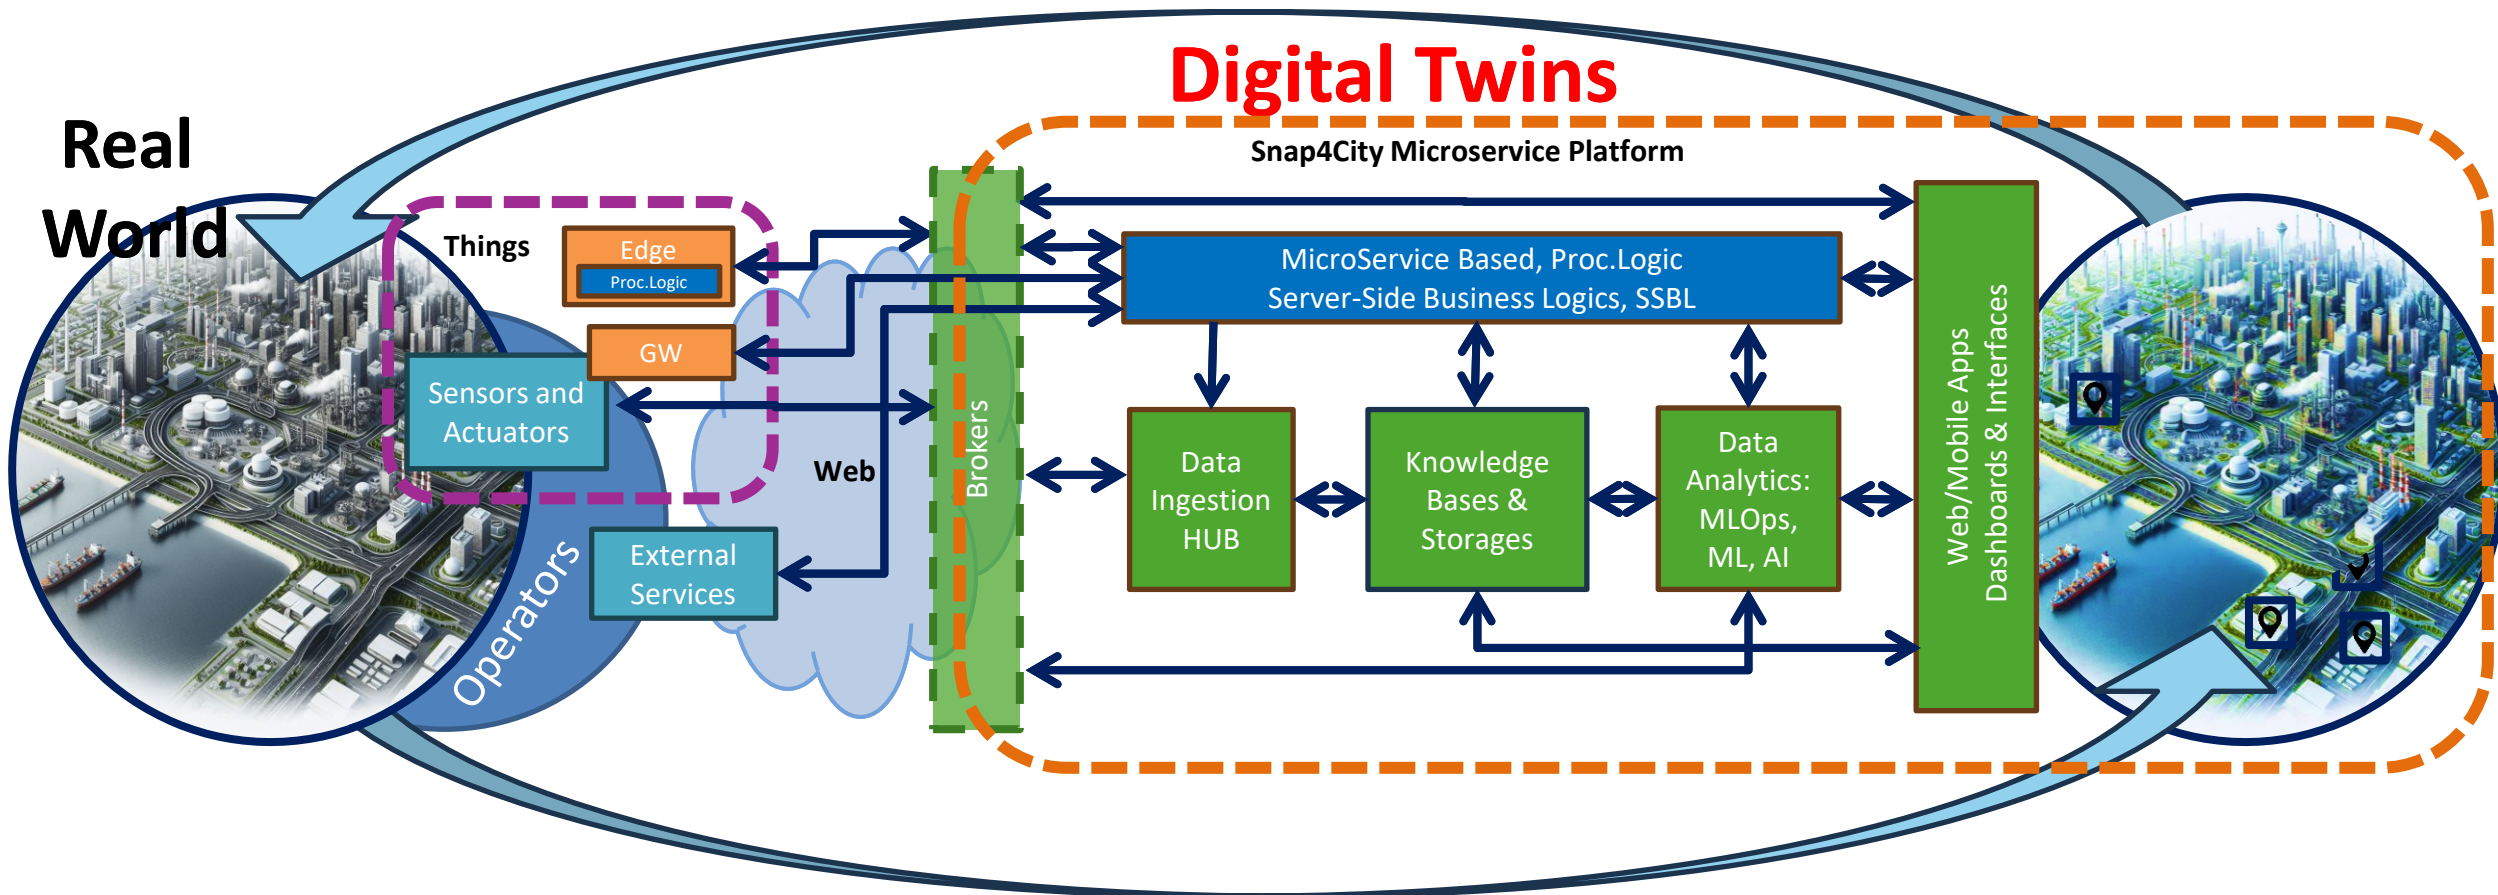 Digital Twins
Real
World
Snap4City Microservice Platform
Things
Edge
Proc.Logic
GW
Sensors and
Actuators
Web
External
Services
Operators
Brokers
MicroService Based, Proc.Logic
Server-Side Business Logics, SSBL
Data
Ingestion
HUB
Knowledge
Bases &
Storages
Data
Analytics:
MLOps,
ML, AI
Web/Mobile Apps
Dashboards & Interfaces